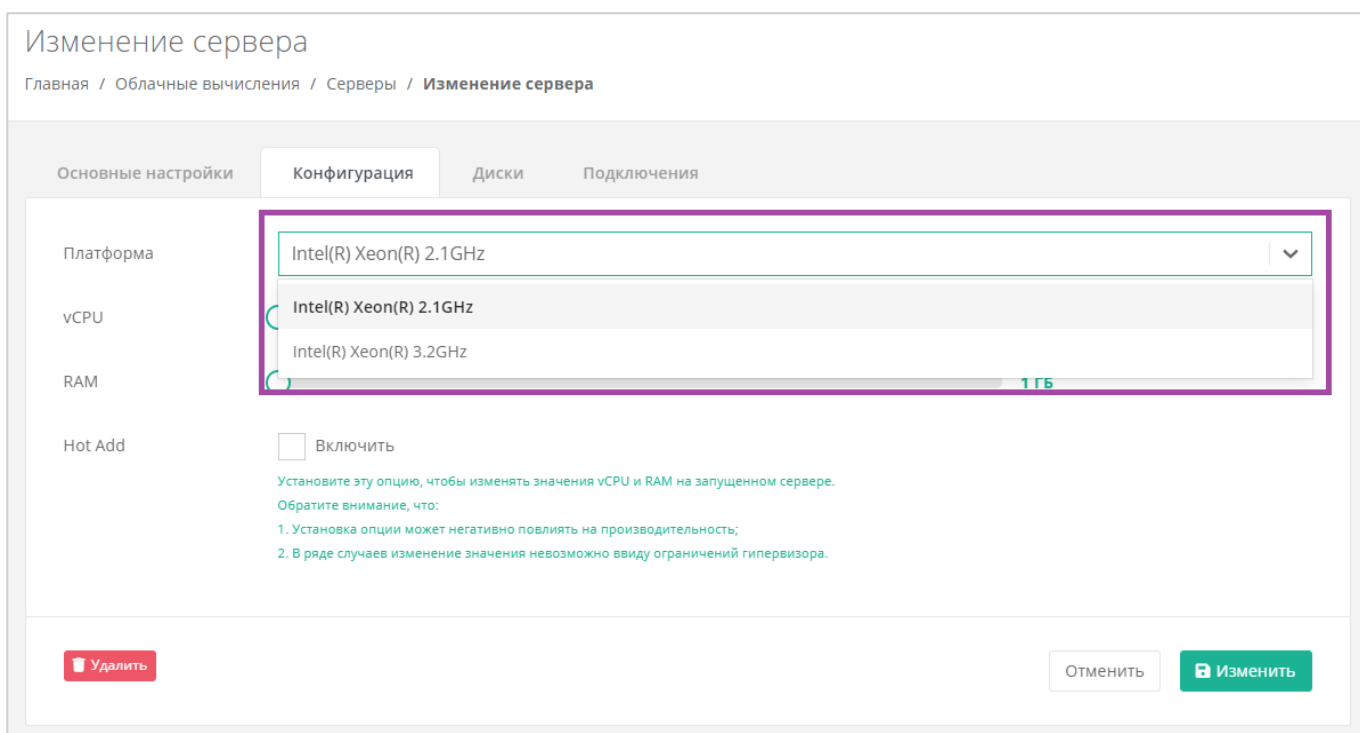 Изменение сервера
Главная / Облачные вычисления / Серверы / Изменение сервера
Основные настройки Конфигурация Диски Подключения
Платформа Intel(R) Xeon(R) 2.1GHz
Intel(R) Xeon(R) 2.1GHz
vCPU
Intel(R) Xeon(R) 3.2GHz
RAM 1 ГБ
Hot Add Включить
Установите эту опцию, чтобы изменять значения vCPU и RAM на запущенном сервере.
Обратите внимание, что:
1. Установка опции может негативно повлиять на производительность;
2. В ряде случаев изменение значения невозможно ввиду ограничений гипервизора.
Удалить Отменить Изменить